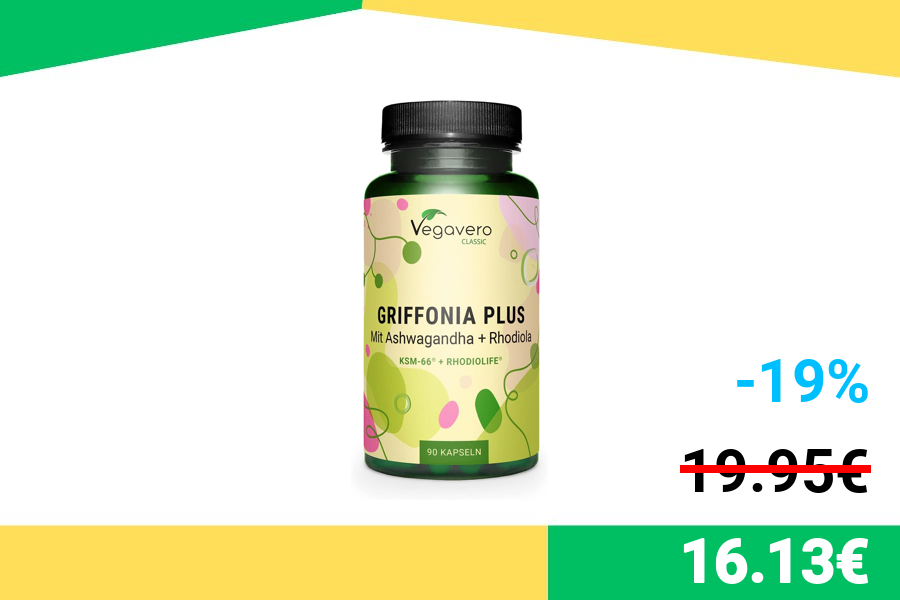 Vegavero
CLASSIC
GRIFFONIA PLUS
Mit Ashwagandha + Rhodiola
KSM-66® + RHODIOLIFE®
90 KAPSELN
-19%
19.95€
16.13€